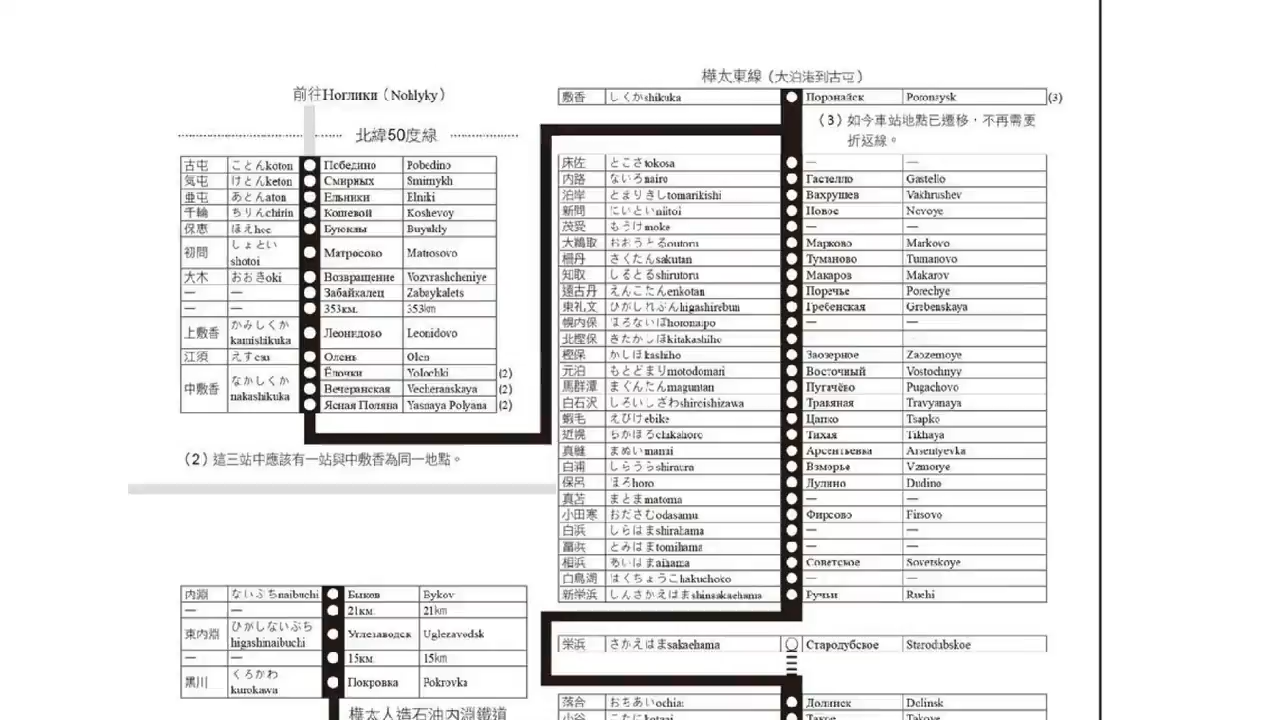 樺太東線（大泊港到古屯）
敷香 しくかshikuka Поронайск Poronaysk (3)
（3）如今車站地點已遷移，不再需要
折返線。
前往Ноглики（Nohlyky）
北緯50度線
古屯 ことんkoton Победино Pobedino
気屯 けとんketon Смирных Smirnykh
亜屯 あとんaton Ельники Elniki
千輪 ちりんchirin Кошевой Koshevoy
保恵 ほえhoe Буюклы Buyukly
初問 しょとい shotoi Матросово Matrosovo
大木 おおきoki Возвращение Vozvrashcheniye
— — Забайкалец Zabaykalets
— — 353км. 353㎞
上敷香 かみしくか kamishikuka Леонидово Leonidovo
江須 えすesu Олень Olen
中敷香 なかしくか nakashikuka Ёлочки Yolochki (2)
Вечеранская Vecheranskaya (2)
Ясная Поляна Yasnaya Polyana (2)
（2）這三站中應該有一站與中敷香為同一地點。
床佐 とこさtokosa — —
内路 ないろnairo Гастелло Gastello
泊岸 とまりきしtomarikishi Вахрушев Vakhrushev
新問 にいといniitoi Новое Novoye
茂受 もうけmoke — —
大鵜取 おおうとるoutoru Марково Markovo
柵丹 さくたんsakutan Туманово Tumanovo
知取 しるとるshirutoru Макаров Makarov
遠古丹 えんこたんenkotan Поречье Porechye
東礼文 ひがしれぶんhigashirebun Гребенская Grebenskaya
幌内保 ほろないほhoronaipo — —
北樫保 きたかしほkitakashiho
樫保 かしほkashiho Заозерное Zaozernoye
元泊 もとどまりmotodomari Восточный Vostochnyy
馬群潭 まぐんたんmaguntan Пугачёво Pugachovo
白石沢 しろいしざわshiroishizawa Травяная Travyanaya
蝦毛 えびけebike Цапко Tsapko
近幌 ちかほろchikahoro Тихая Tikhaya
真縫 まぬいmanui Арсентьевка Arsentyevka
白浦 しらうらshiraura Взморье Vzmorye
保呂 ほろhoro Дудино Dudino
真苫 まとまmatoma — —
小田寒 おださむodasamu Фирсово Firsovo
白浜 しらはまshirahama — —
富浜 とみはまtomihama — —
相浜 あいはまaihama Советское Sovetskoye
白鳥湖 はくちょうこhakuchoko — —
新栄浜 しんさかえはまshinsakaehama Ручьи Ruchi
栄浜 さかえはまsakaehama Стародубское Starodubskoe
落合 おちあいochiai Долинск Dolinsk
内淵 ないぶちnaibuchi Быков Bykov
— — 21км. 21㎞
東内淵 ひがしないぶち higashinaibuchi Углезаводск Uglezavodsk
— — 15км. 15㎞
黒川 くろかわ kurokawa Покровка Pokrovka
樺太人造石油内淵鐵道